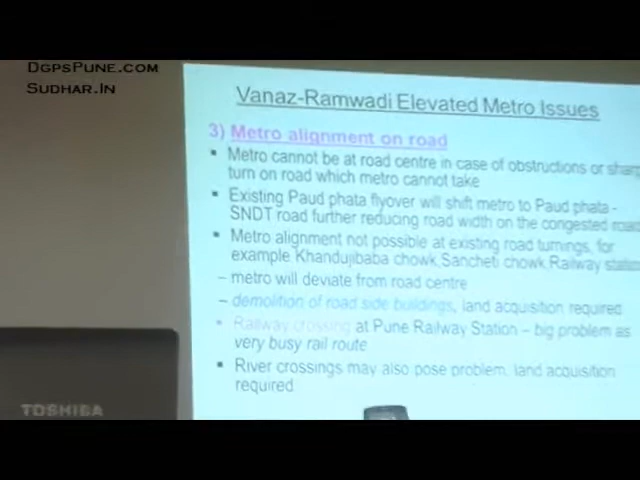 DgpsPune.com
Sudhar.In
Vanaz-Ramwadi Elevated Metro Issues
3) Metro alignment on road
Metro cannot be at road centre in case of obstructions or sharp
turn on road which metro cannot take
Existing Paud phata flyover will shift metro to Paud phata -
SNDT road further reducing road width on the congested road
Metro alignment not possible at existing road turnings, for
example Khandujibaba chowk,Sancheti chowk,Railway station
– metro will deviate from road centre
– demolition of road side buildings, land acquisition required
Railway crossing at Pune Railway Station – big problem as
very busy rail route
River crossings may also pose problem, land acquisition
required
TOSHIBA